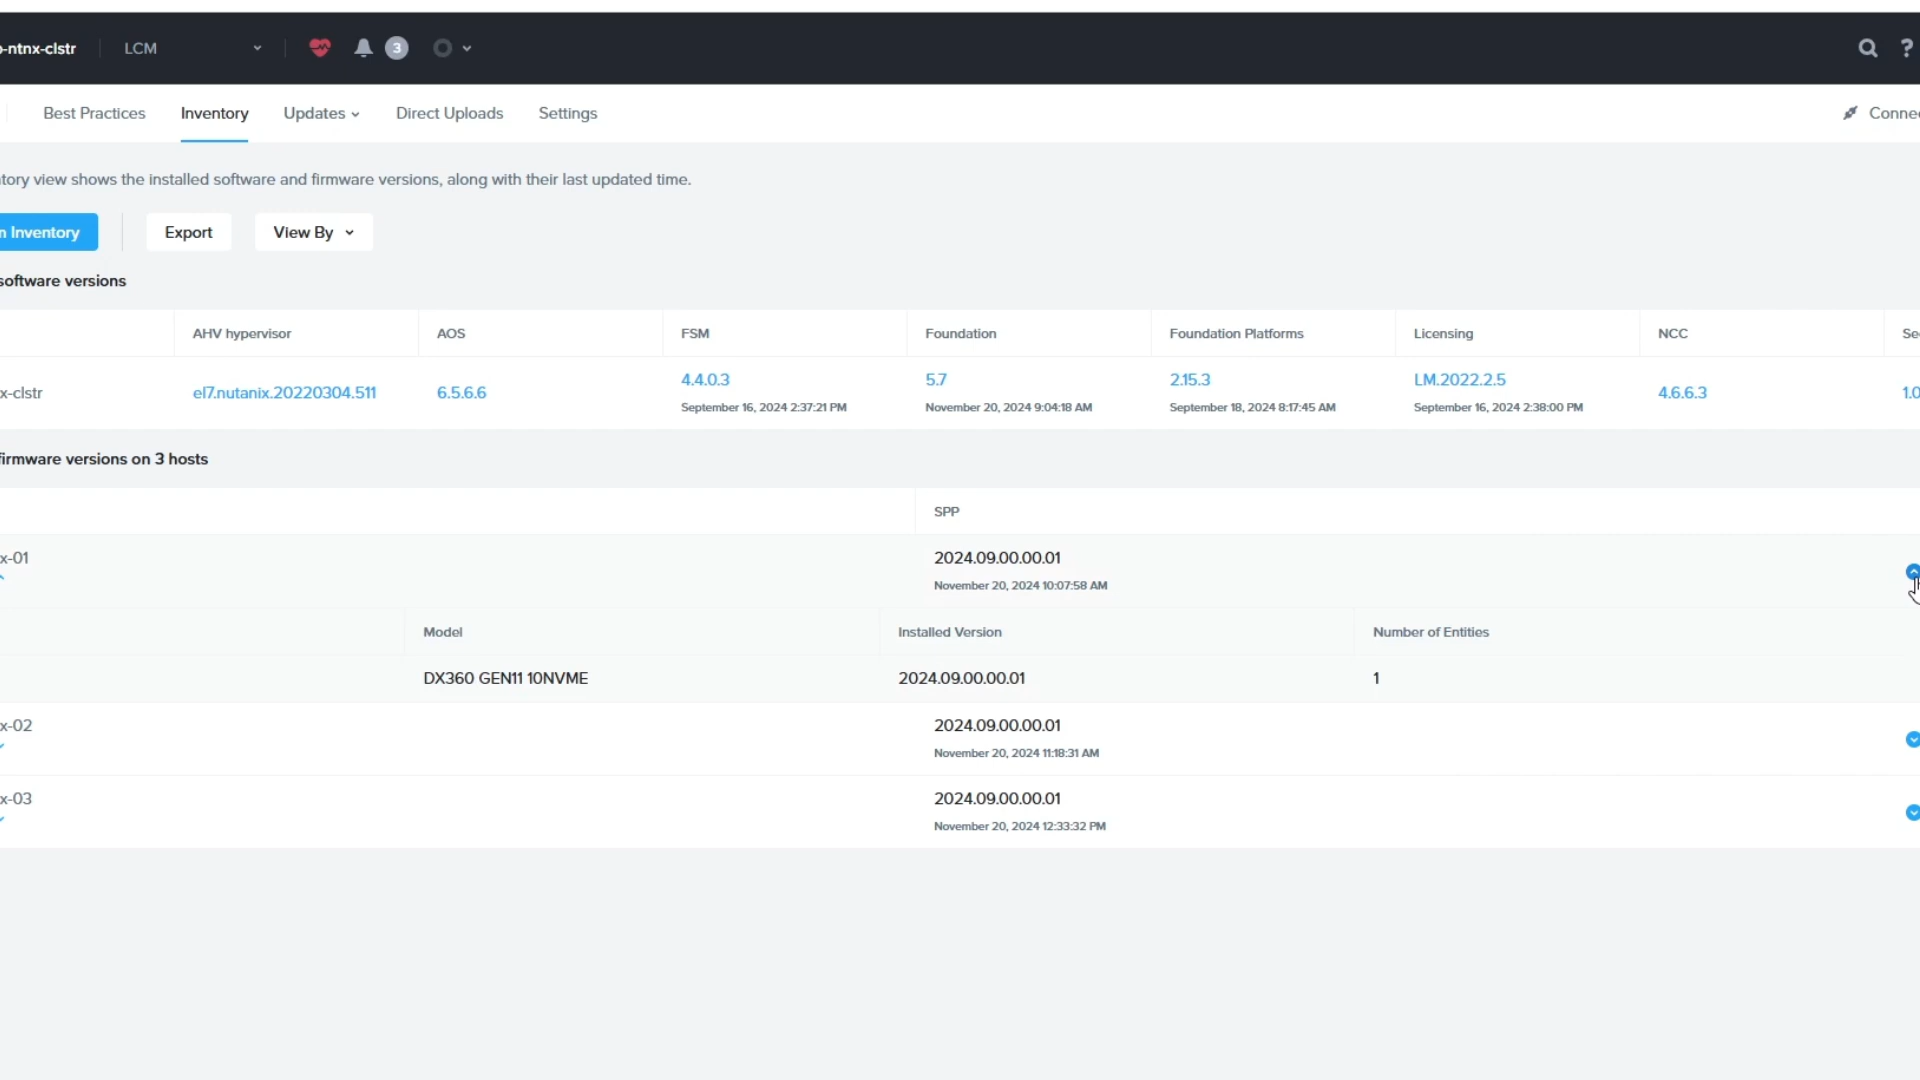 -ntnx-clstr LCM 3 ?
Best Practices Inventory Updates Direct Uploads Settings Connec
tory view shows the installed software and firmware versions, along with their last updated time.
n Inventory Export View By
software versions
AHV hypervisor AOS FSM Foundation Foundation Platforms Licensing NCC Se
x-clstr el7.nutanix.20220304.511 6.5.6.6 4.4.0.3 5.7 2.15.3 LM.2022.2.5 4.6.6.3 1.0
September 16, 2024 2:37:21 PM November 20, 2024 9:04:18 AM September 18, 2024 8:17:45 AM September 16, 2024 2:38:00 PM
firmware versions on 3 hosts
SPP
x-01 2024.09.00.00.01
November 20, 2024 10:07:58 AM
Model Installed Version Number of Entities
DX360 GEN11 10NVME 2024.09.00.00.01 1
x-02 2024.09.00.00.01
November 20, 2024 11:18:31 AM
x-03 2024.09.00.00.01
November 20, 2024 12:33:32 PM